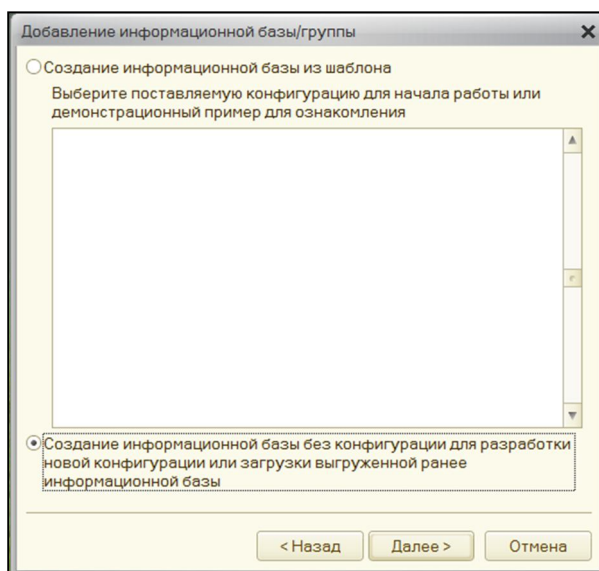 Добавление информационной базы/группы
Создание информационной базы из шаблона
Выберите поставляемую конфигурацию для начала работы или
демонстрационный пример для ознакомления
Создание информационной базы без конфигурации для разработки
новой конфигурации или загрузки выгруженной ранее
информационной базы
< Назад Далее > Отмена